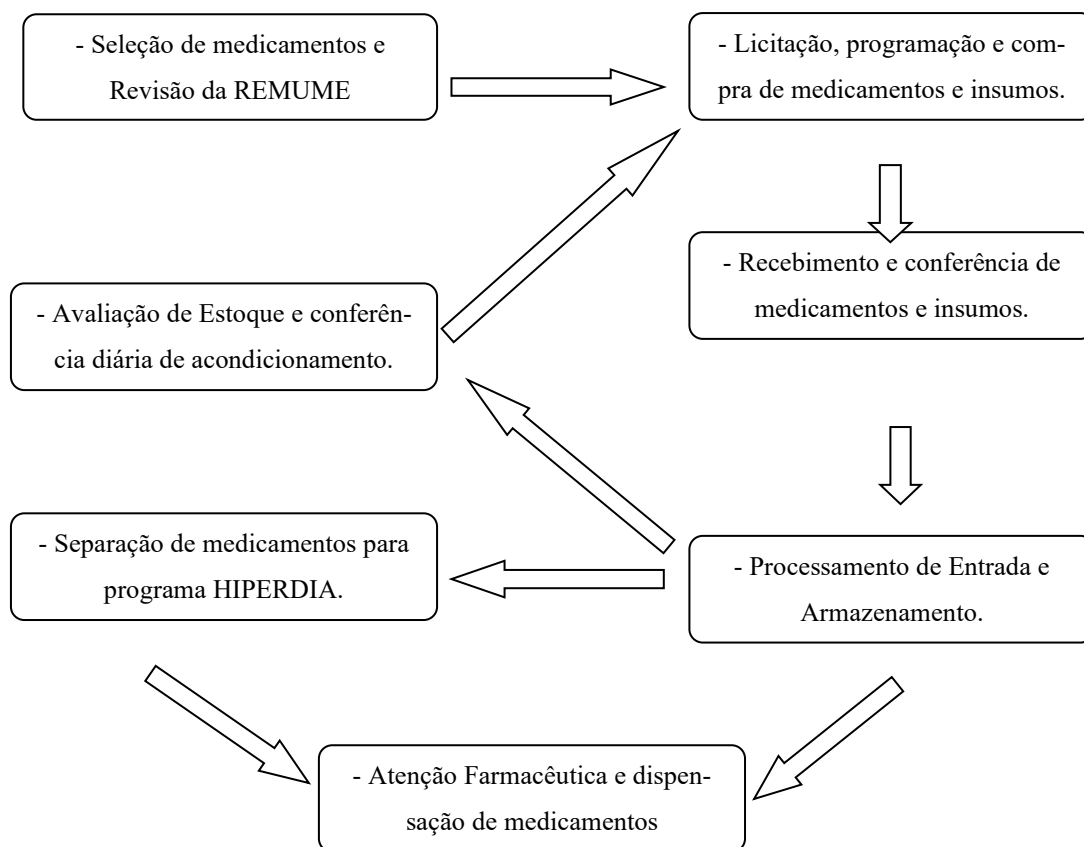 - Seleção de medicamentos e
Revisão da REMUME
- Licitação, programação e com-
pra de medicamentos e insumos.
- Recebimento e conferência de
medicamentos e insumos.
- Avaliação de Estoque e conferên-
cia diária de acondicionamento.
- Separação de medicamentos para
programa HIPERDIA.
- Processamento de Entrada e
Armazenamento.
- Atenção Farmacêutica e dispen-
sação de medicamentos